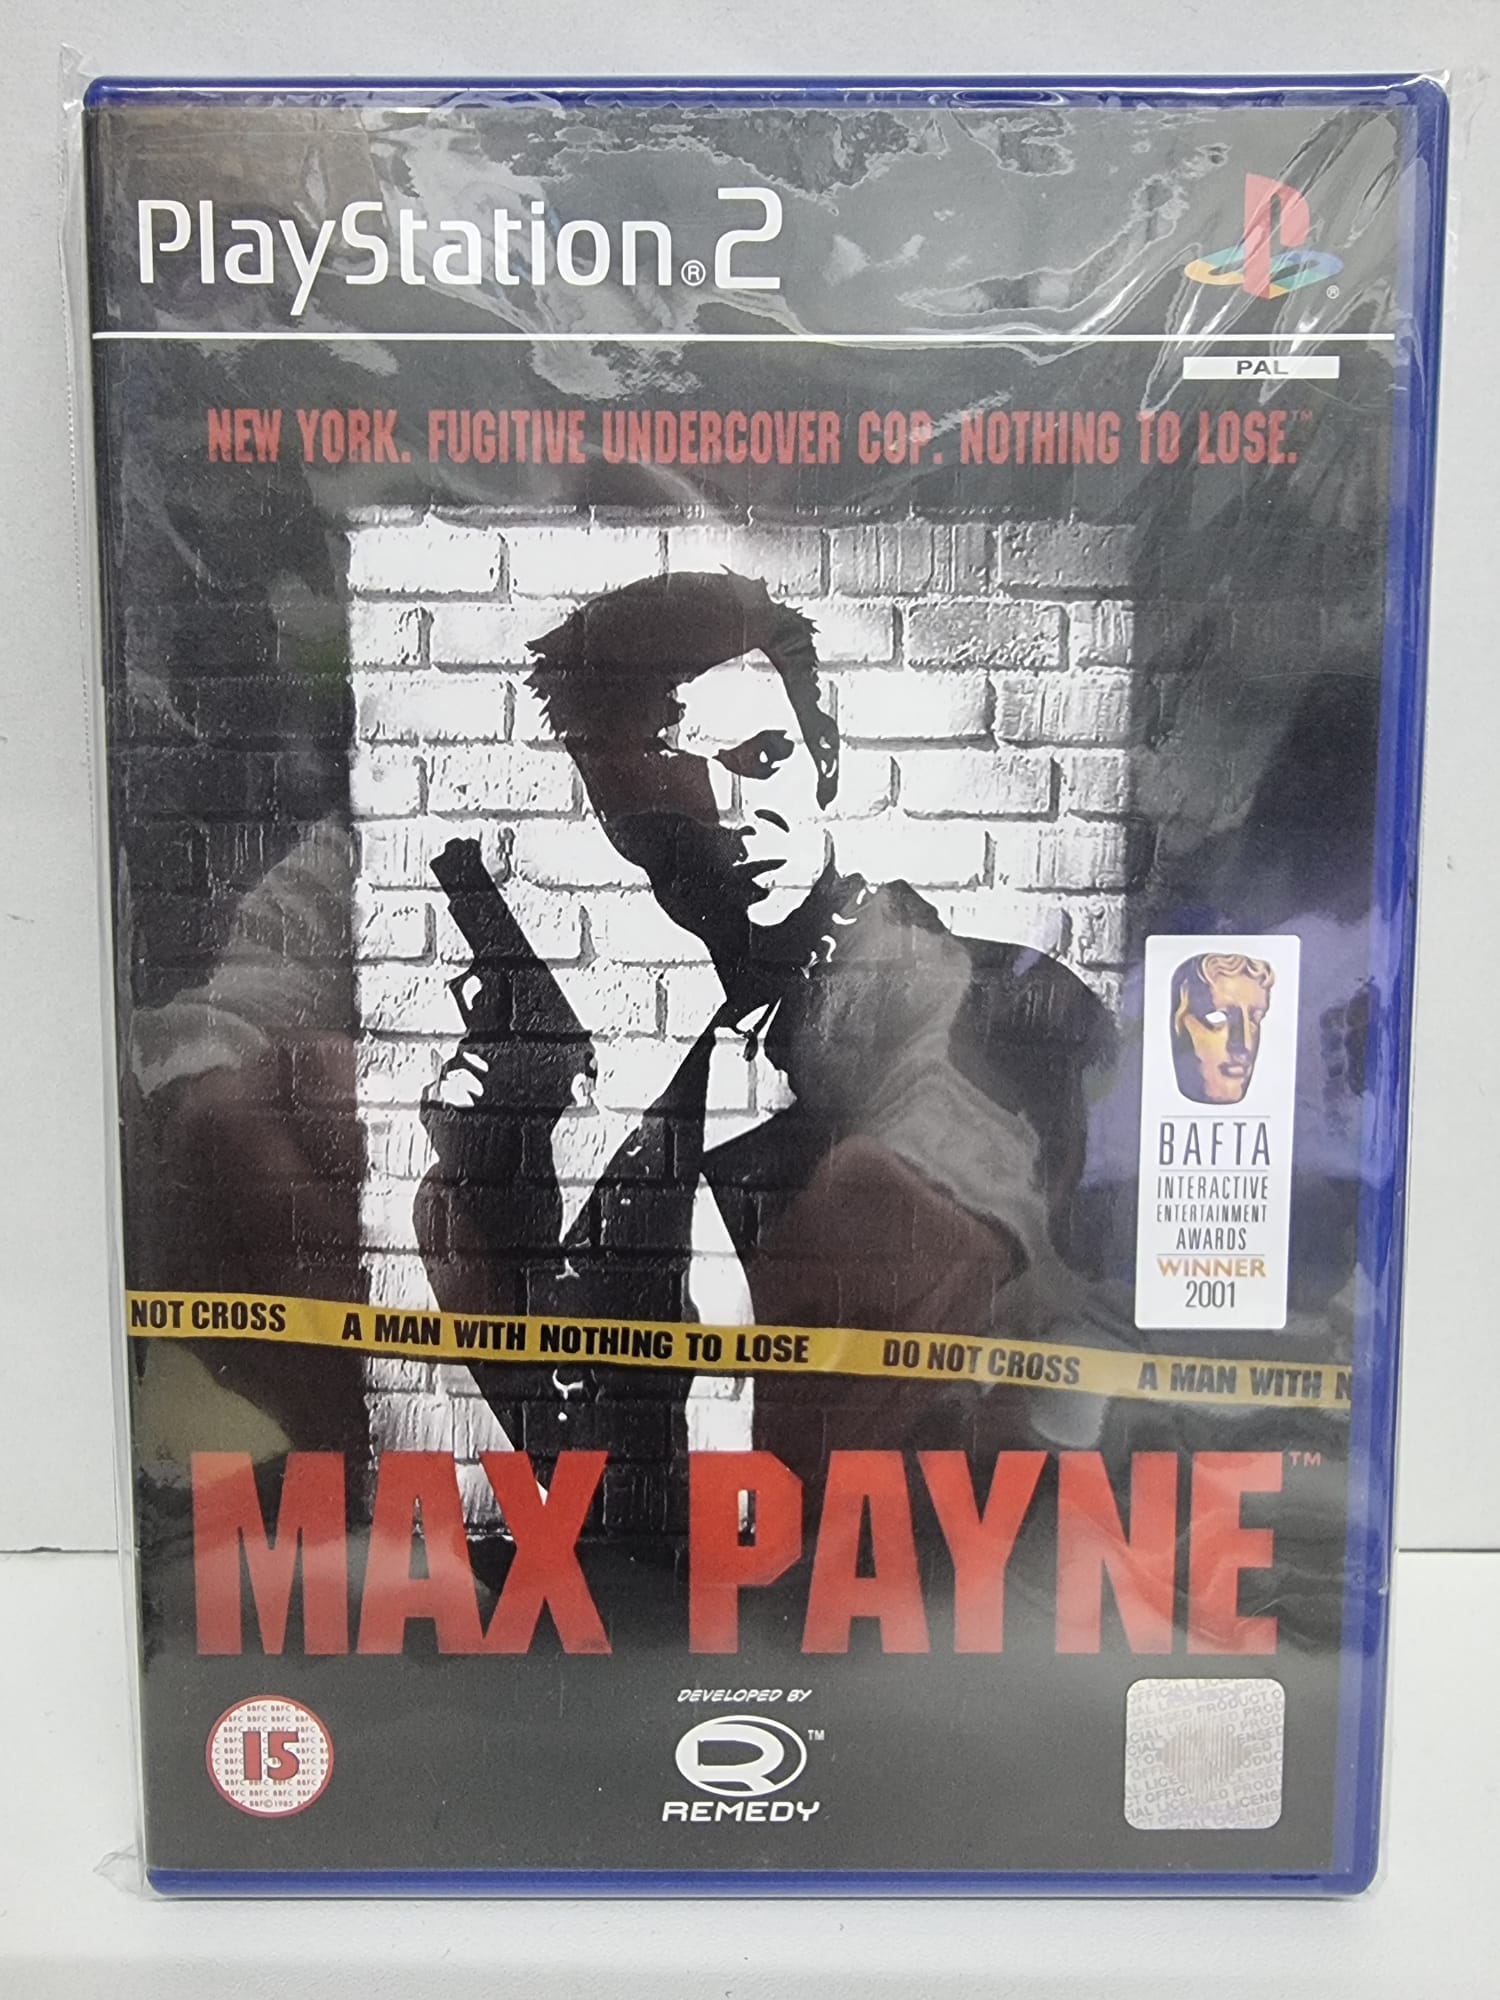 PlayStation®2
®
PAL
NEW YORK. FUGITIVE UNDERCOVER COP. NOTHING TO LOSE.™
BAFTA
INTERACTIVE
ENTERTAINMENT
AWARDS
WINNER
2001
NOT CROSS A MAN WITH NOTHING TO LOSE DO NOT CROSS A MAN WITH N
MAX PAYNE™
15
DEVELOPED BY
™
REMEDY